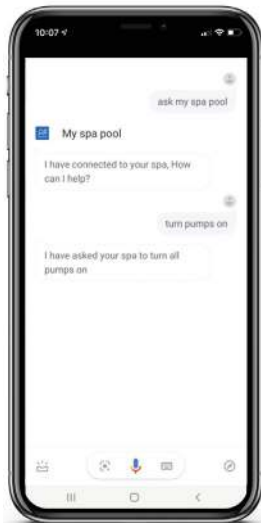 10:07
ask my spa pool
My spa pool
I have connected to your spa, How
can I help?
turn pumps on
I have asked your spa to turn all
pumps on